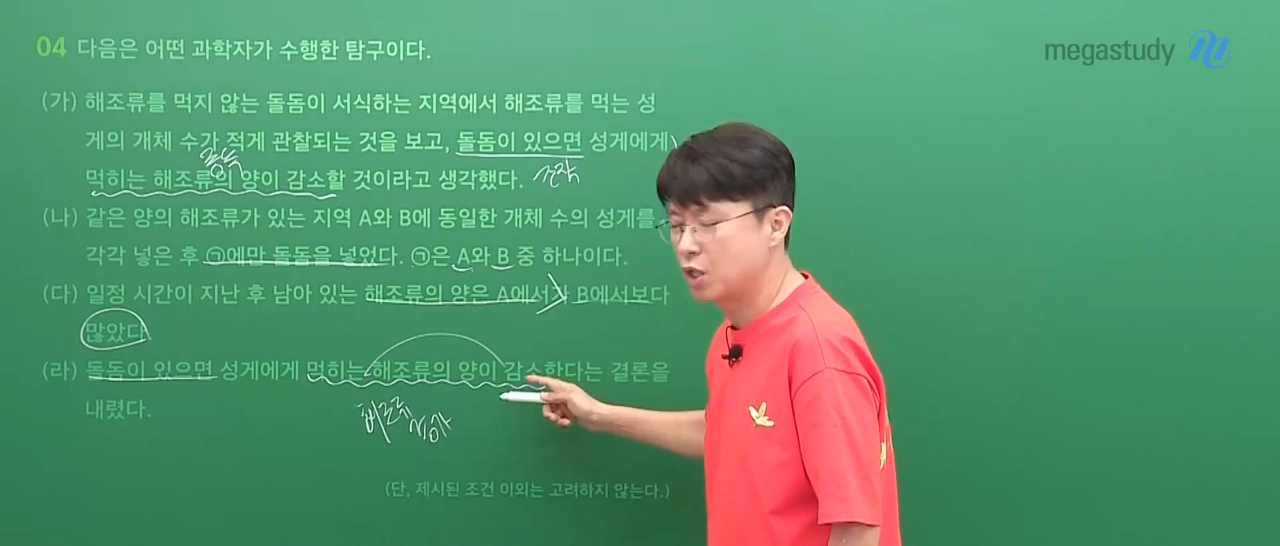 04 다음은 어떤 과학자가 수행한 탐구이다.
megastudy
(가) 해조류를 먹지 않는 돌돔이 서식하는 지역에서 해조류를 먹는 성
게의 개체 수가 적게 관찰되는 것을 보고, 돌돔이 있으면 성게에게
종속
먹히는 해조류의 양이 감소할 것이라고 생각했다.
(나) 같은 양의 해조류가 있는 지역 A와 B에 동일한 개체 수의 성게를
각각 넣은 후 ㉠에만 돌돔을 넣었다. ㉠은 A와 B 중 하나이다.
(다) 일정 시간이 지난 후 남아 있는 해조류의 양은 A에서가 B에서보다
많았다.
(라) 돌돔이 있으면 성게에게 먹히는 해조류의 양이 감소한다는 결론을
내렸다.
해조류
(단, 제시된 조건 이외는 고려하지 않는다.)